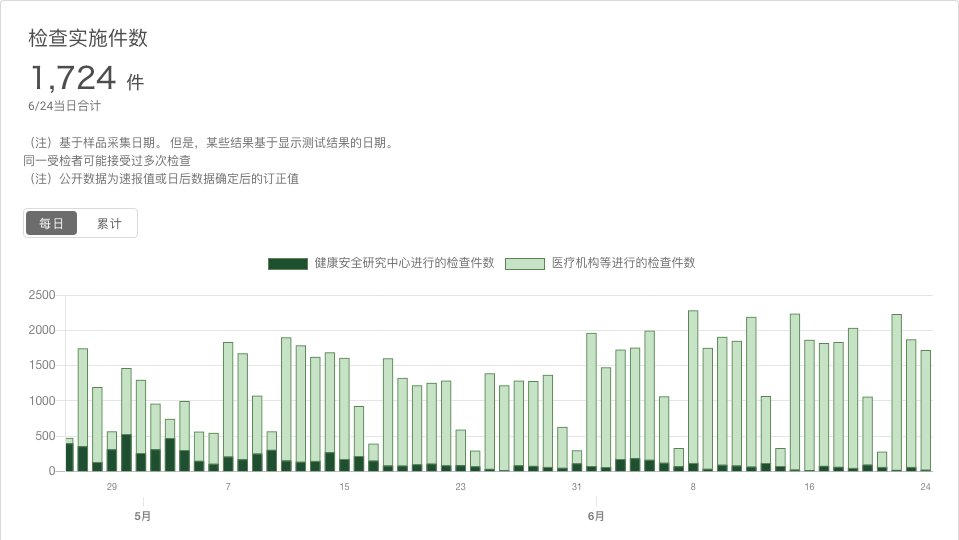 检查实施件数
1,724 件
6/24当日合计
（注）基于样品采集日期。 但是，某些结果基于显示测试结果的日期。
同一受检者可能接受过多次检查
（注）公开数据为速报值或日后数据确定后的订正值
每日 累计
健康安全研究中心进行的检查件数 医疗机构等进行的检查件数
2500
2000
1500
1000
500
0
29 7 15 23 31 8 16 24
5月 6月